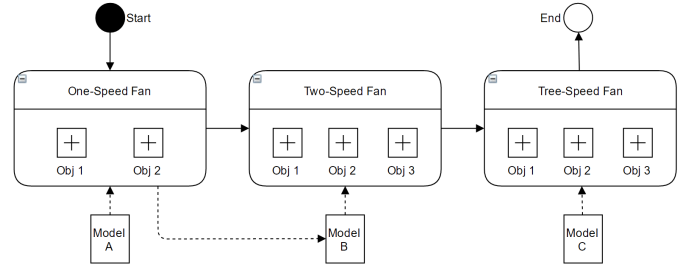 Start
End
One-Speed Fan
Two-Speed Fan
Tree-Speed Fan
Obj 1
Obj 2
Obj 1
Obj 2
Obj 3
Obj 1
Obj 2
Obj 3
Model
A
Model
B
Model
C